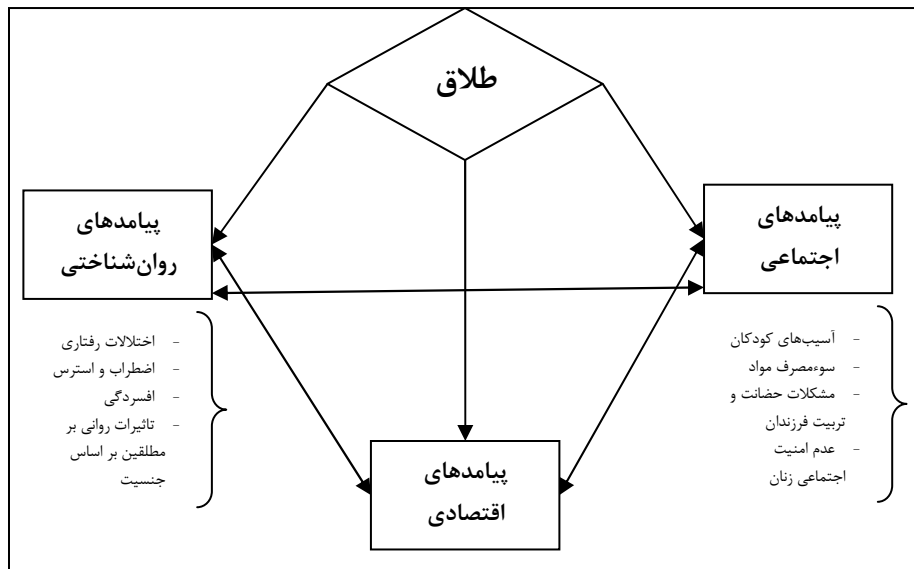 طلاق
پیامدهای
اجتماعی
پیامدهای
روان‌شناختی
- آسیب‌های کودکان
- سوءمصرف مواد
- مشکلات حضانت و
تربیت فرزندان
- عدم امنیت
اجتماعی زنان
- اختلالات رفتاری
- اضطراب و استرس
- افسردگی
- تاثیرات روانی بر
مطلقین بر اساس
جنسیت
پیامدهای
اقتصادی